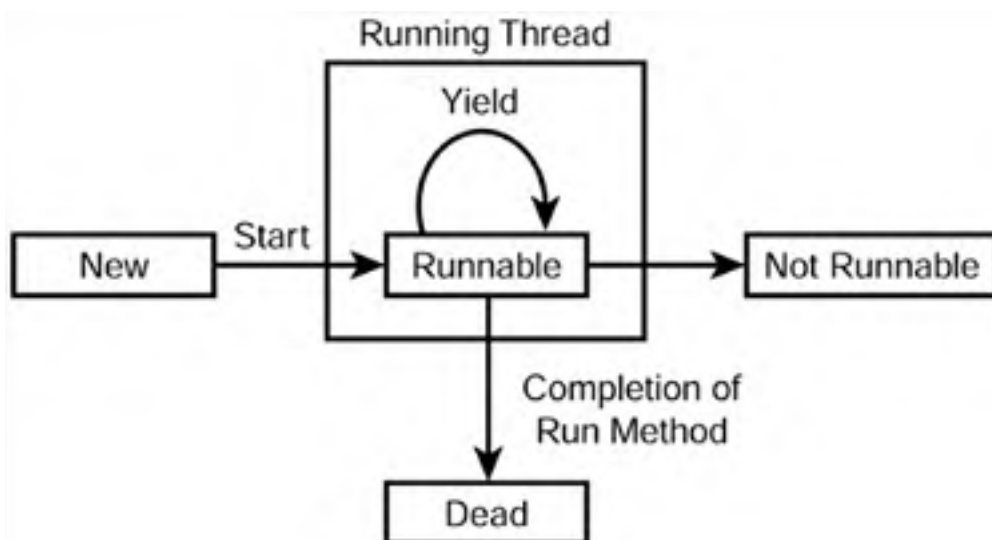 Running Thread
Yield
Start
New
Runnable
Not Runnable
Completion of
Run Method
Dead